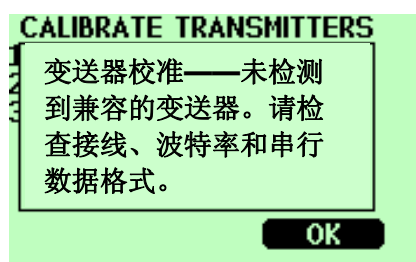 CALIBRATE TRANSMITTERS
变送器校准——未检测
到兼容的变送器。请检
查接线、波特率和串行
数据格式。
OK